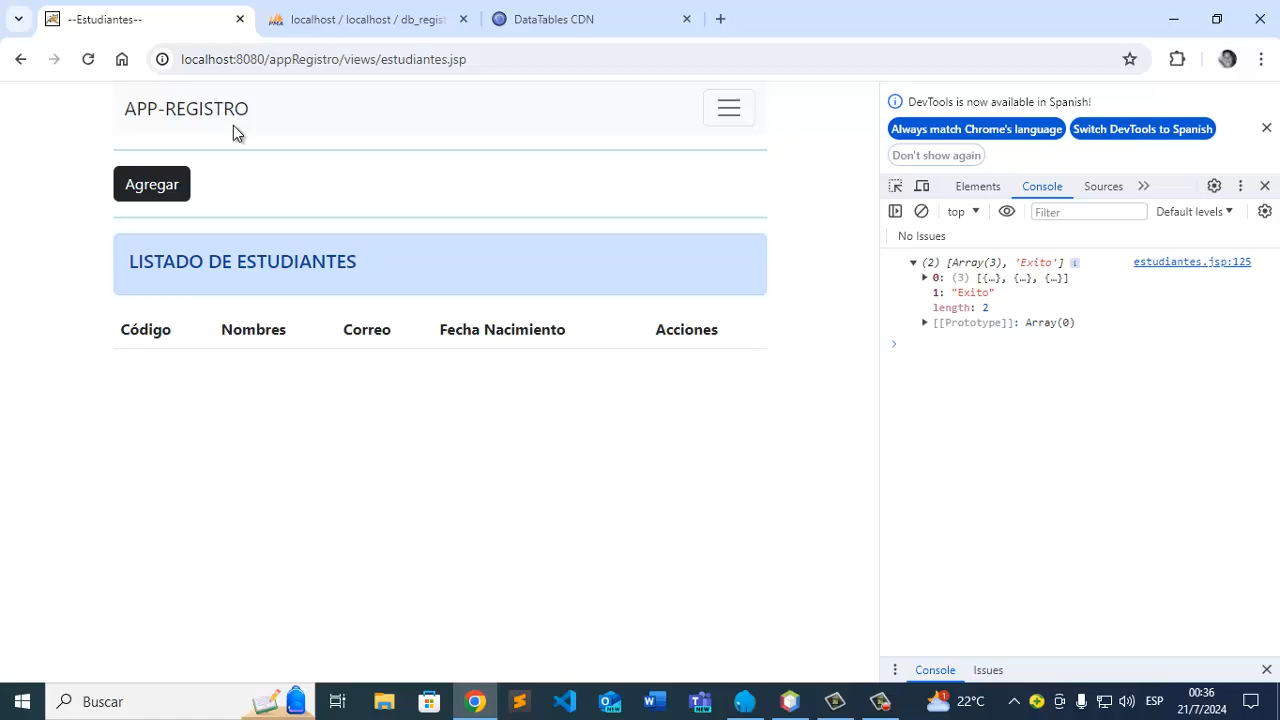 --Estudiantes--
localhost / localhost / db_regist
DataTables CDN
localhost:8080/appRegistro/views/estudiantes.jsp
APP-REGISTRO
Agregar
LISTADO DE ESTUDIANTES
Código Nombres Correo Fecha Nacimiento Acciones
DevTools is now available in Spanish!
Always match Chrome's language Switch DevTools to Spanish
Don't show again
Elements Console Sources
top Filter Default levels
No Issues
(2) [Array(3), 'Exito'] estudiantes.jsp:125
0: (3) [{…}, {…}, {…}]
1: "Exito"
length: 2
[[Prototype]]: Array(0)
Console Issues
Buscar
1 22°C ESP 00:36
21/7/2024